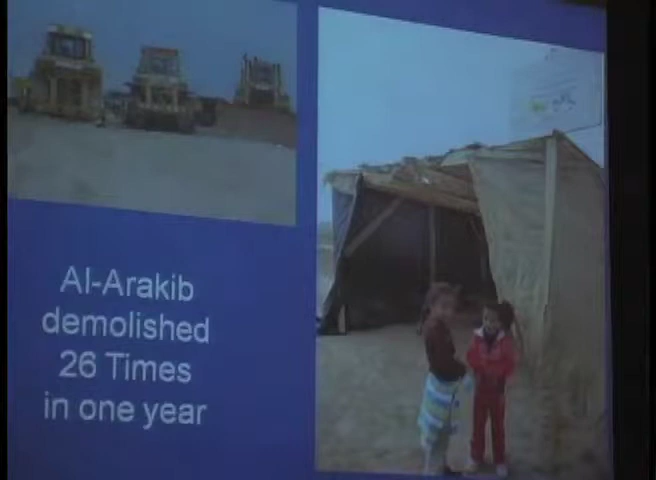 Al-Arakib
demolished
26 Times
in one year